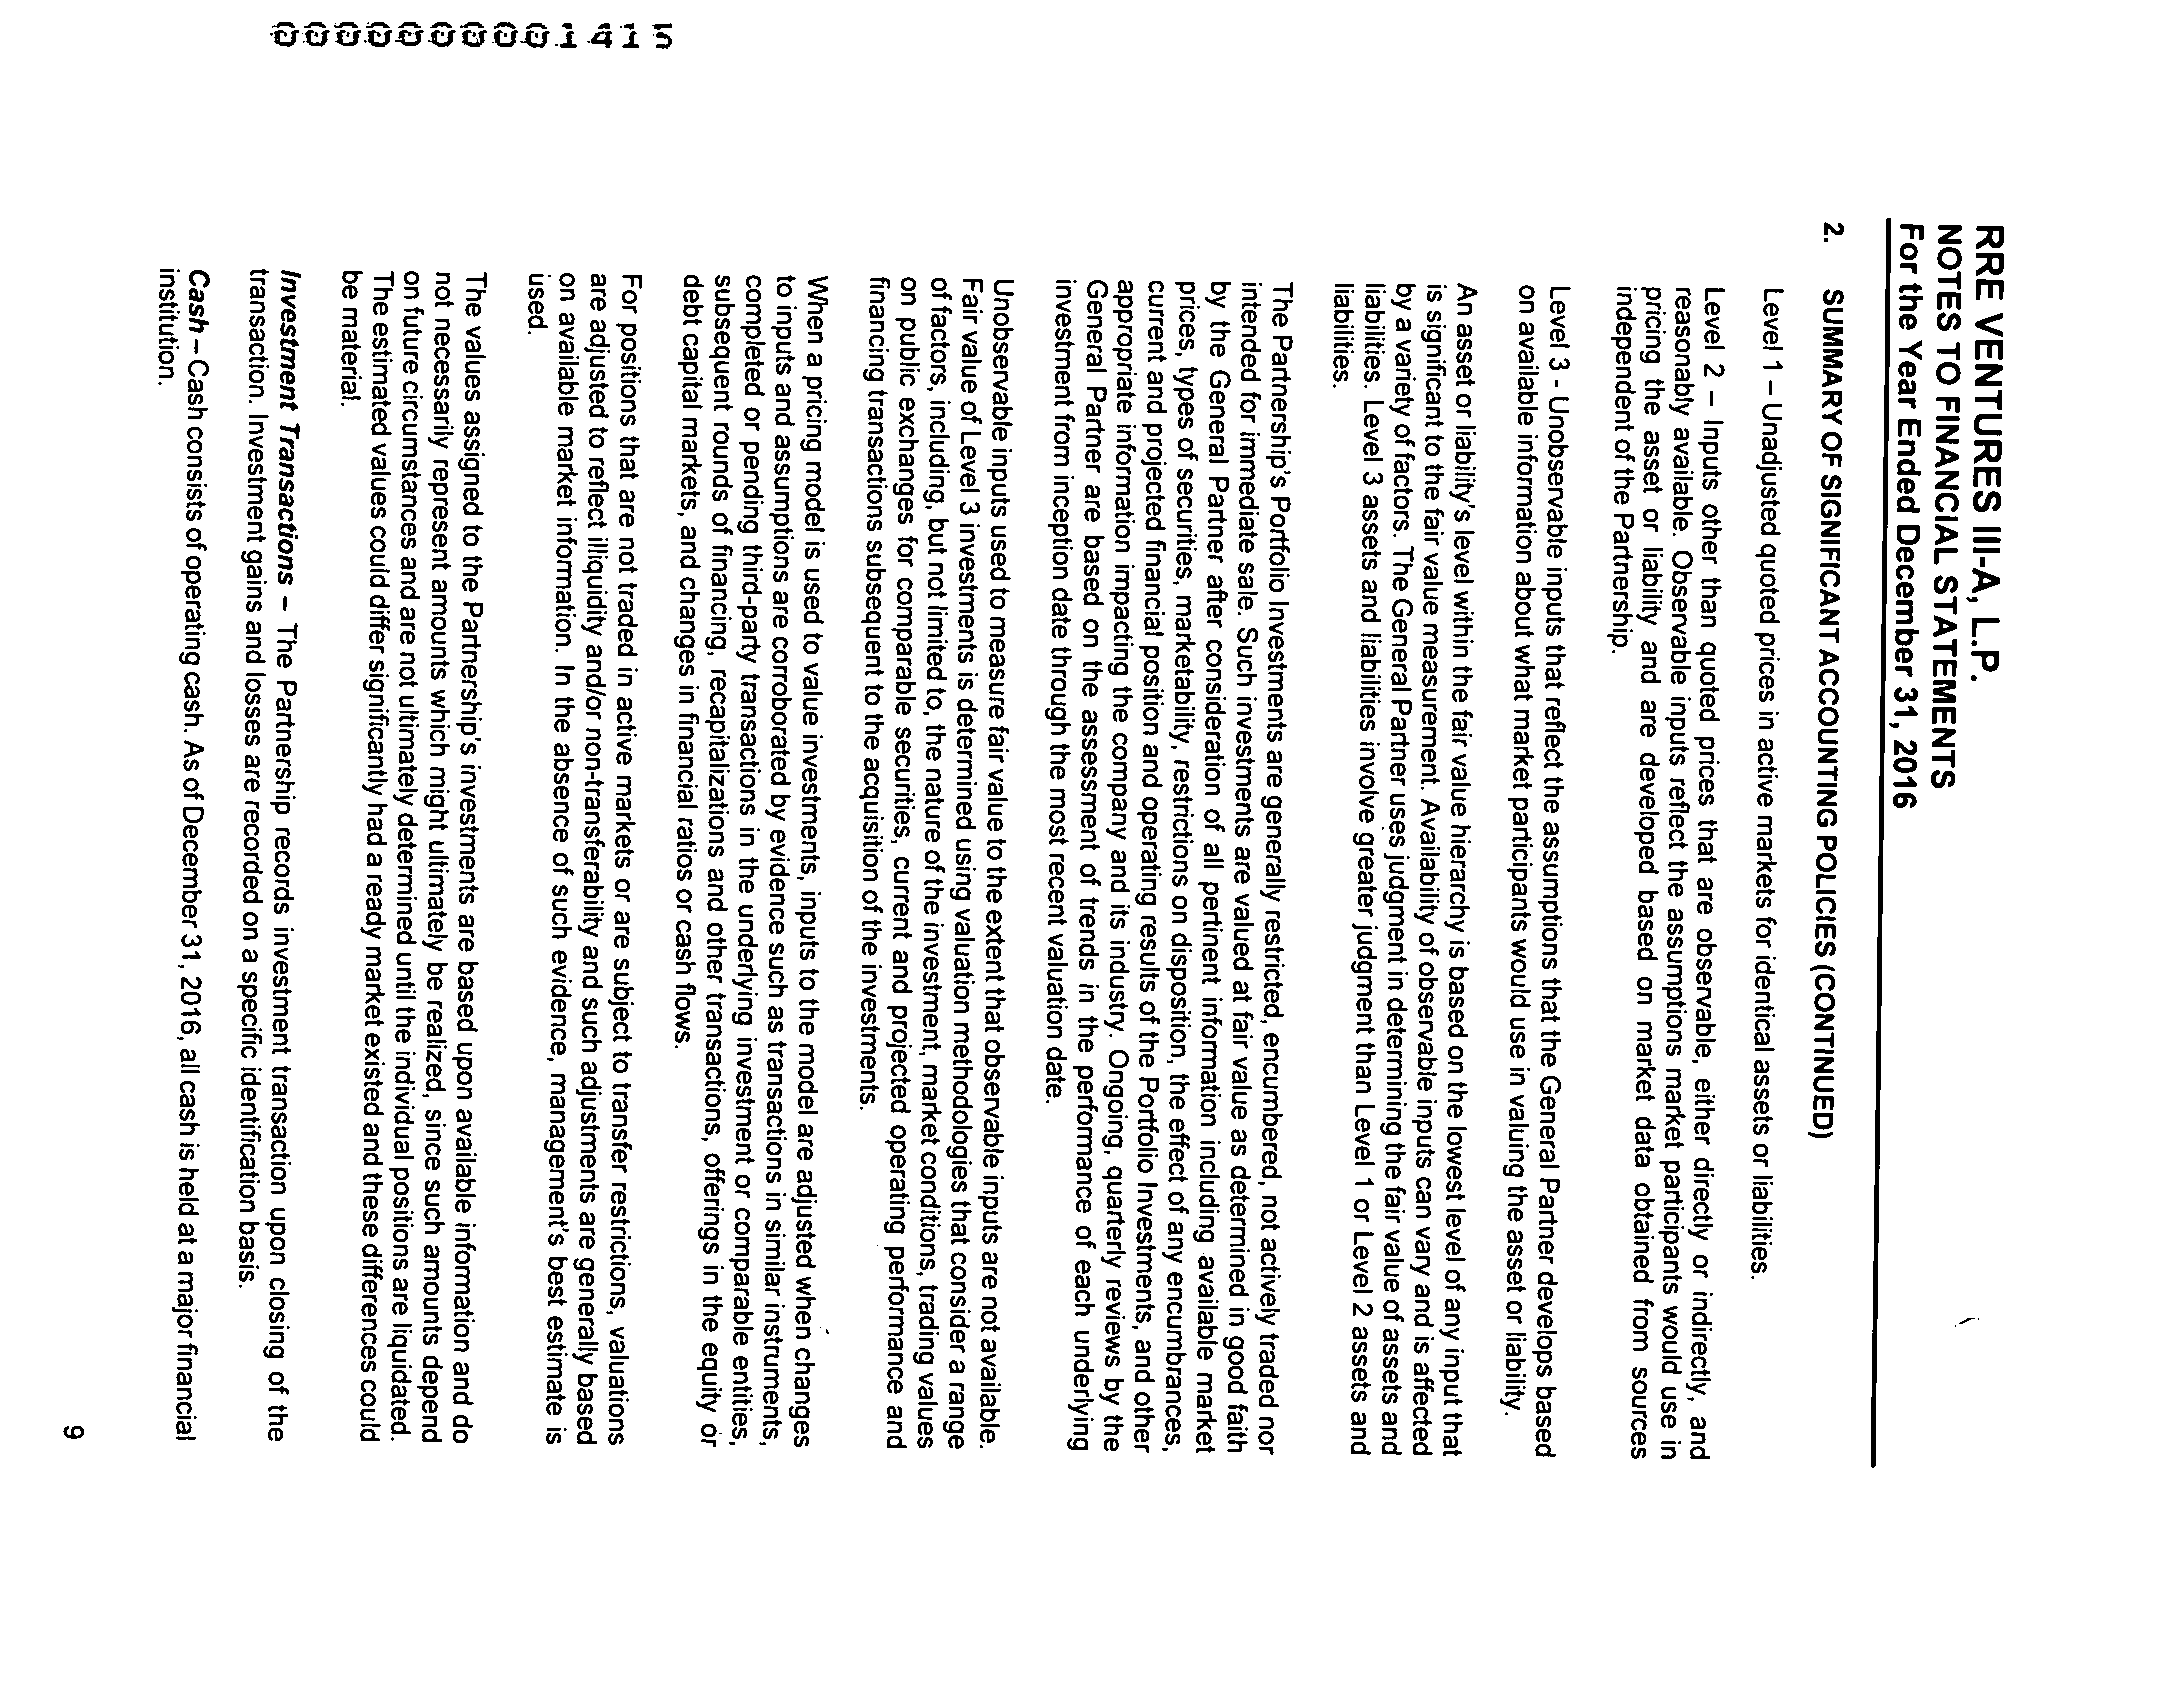 RRE VENTURES III-A, L.P.
NOTES TO FINANCIAL STATEMENTS
For the Year Ended December 31, 2016
2. SUMMARY OF SIGNIFICANT ACCOUNTING POLICIES (CONTINUED)
Level 1 – Unadjusted quoted prices in active markets for identical assets or liabilities.
Level 2 – Inputs other than quoted prices that are observable, either directly or indirectly, and
reasonably available. Observable inputs reflect the assumptions market participants would use in
pricing the asset or liability and are developed based on market data obtained from sources
independent of the Partnership.
Level 3 - Unobservable inputs that reflect the assumptions that the General Partner develops based
on available information about what market participants would use in valuing the asset or liability.
An asset or liability's level within the fair value hierarchy is based on the lowest level of any input that
is significant to the fair value measurement. Availability of observable inputs can vary and is affected
by a variety of factors. The General Partner uses judgment in determining the fair value of assets and
liabilities. Level 3 assets and liabilities involve greater judgment than Level 1 or Level 2 assets and
liabilities.
The Partnership's Portfolio Investments are generally restricted, encumbered, not actively traded nor
intended for immediate sale. Such investments are valued at fair value as determined in good faith
by the General Partner after consideration of all pertinent information including available market
prices, types of securities, marketability, restrictions on disposition, the effect of any encumbrances,
current and projected financial position and operating results of the Portfolio Investments, and other
appropriate information impacting the company and its industry. Ongoing, quarterly reviews by the
General Partner are based on the assessment of trends in the performance of each underlying
investment from inception date through the most recent valuation date.
Unobservable inputs used to measure fair value to the extent that observable inputs are not available.
Fair value of Level 3 investments is determined using valuation methodologies that consider a range
of factors, including, but not limited to, the nature of the investment, market conditions, trading values
on public exchanges for comparable securities, current and projected operating performance and
financing transactions subsequent to the acquisition of the investments.
When a pricing model is used to value investments, inputs to the model are adjusted when changes
to inputs and assumptions are corroborated by evidence such as transactions in similar instruments,
completed or pending third-party transactions in the underlying investment or comparable entities,
subsequent rounds of financing, recapitalizations and other transactions, offerings in the equity or
debt capital markets, and changes in financial ratios or cash flows.
For positions that are not traded in active markets or are subject to transfer restrictions, valuations
are adjusted to reflect illiquidity and/or non-transferability and such adjustments are generally based
on available market information. In the absence of such evidence, management's best estimate is
used.
The values assigned to the Partnership's investments are based upon available information and do
not necessarily represent amounts which might ultimately be realized, since such amounts depend
on future circumstances and are not ultimately determined until the individual positions are liquidated.
The estimated values could differ significantly had a ready market existed and these differences could
be material.
Investment Transactions – The Partnership records investment transaction upon closing of the
transaction. Investment gains and losses are recorded on a specific identification basis.
Cash – Cash consists of operating cash. As of December 31, 2016, all cash is held at a major financial
institution.
9
0000000001415